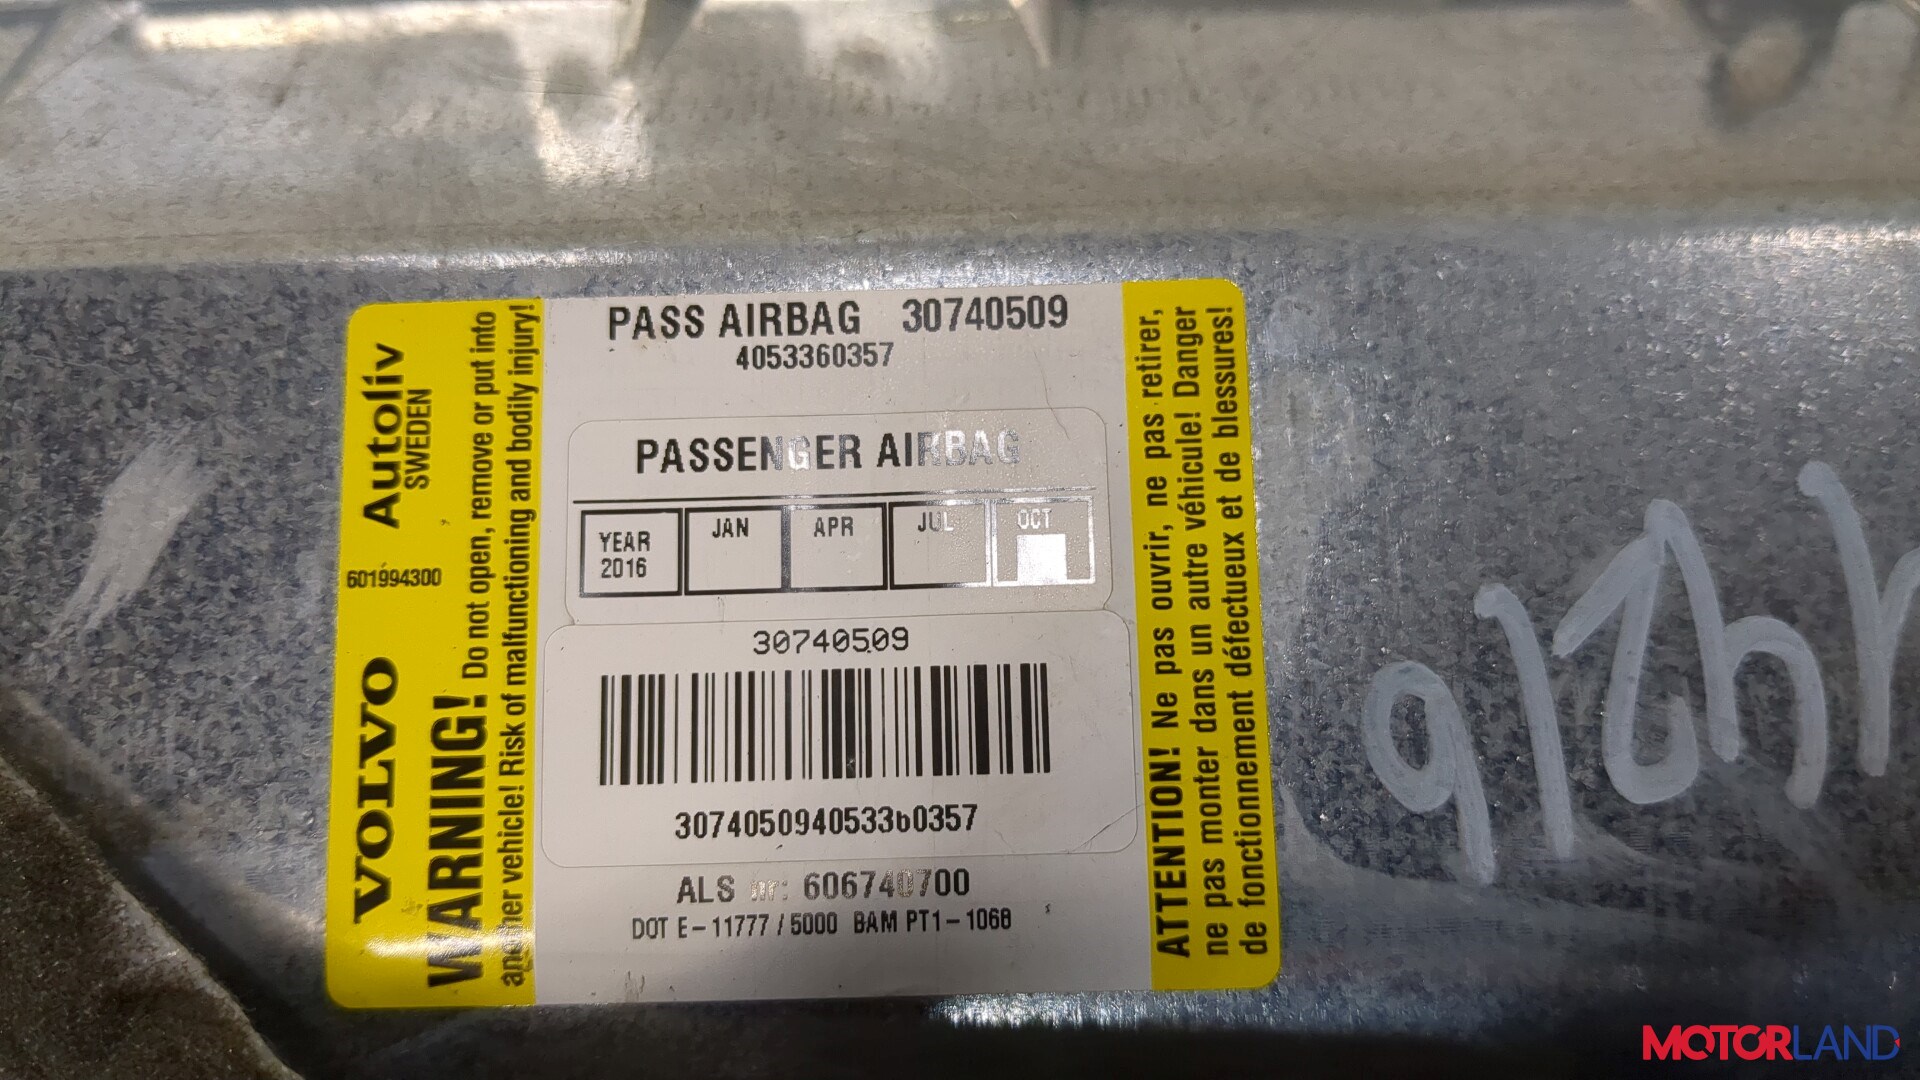 PASS AIRBAG 30740509
4053360357
PASSENGER AIRBAG
YEAR 2016
JAN
APR
JUL
OCT
30740509
3074050940533b0357
ALS nr: 606740700
DOT E-11777 / 5000 BAM PT1-1068
VOLVO
601994300
Autoliv
SWEDEN
WARNING! Do not open, remove or put into
another vehicle! Risk of malfunctioning and bodily injury!
ATTENTION! Ne pas ouvrir, ne pas retirer,
ne pas monter dans un autre véhicule! Danger
de fonctionnement défectueux et de blessures!
MOTORLAND